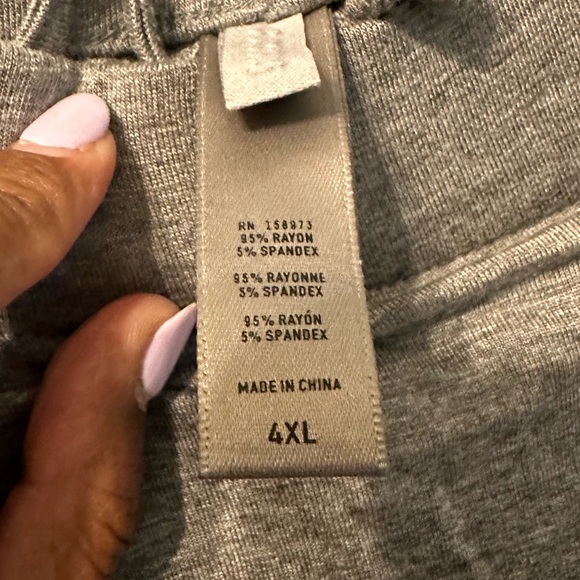 RN 158973
95% RAYON
5% SPANDEX
95% RAYONNE
5% SPANDEX
95% RAYÓN
5% SPANDEX
MADE IN CHINA
4XL